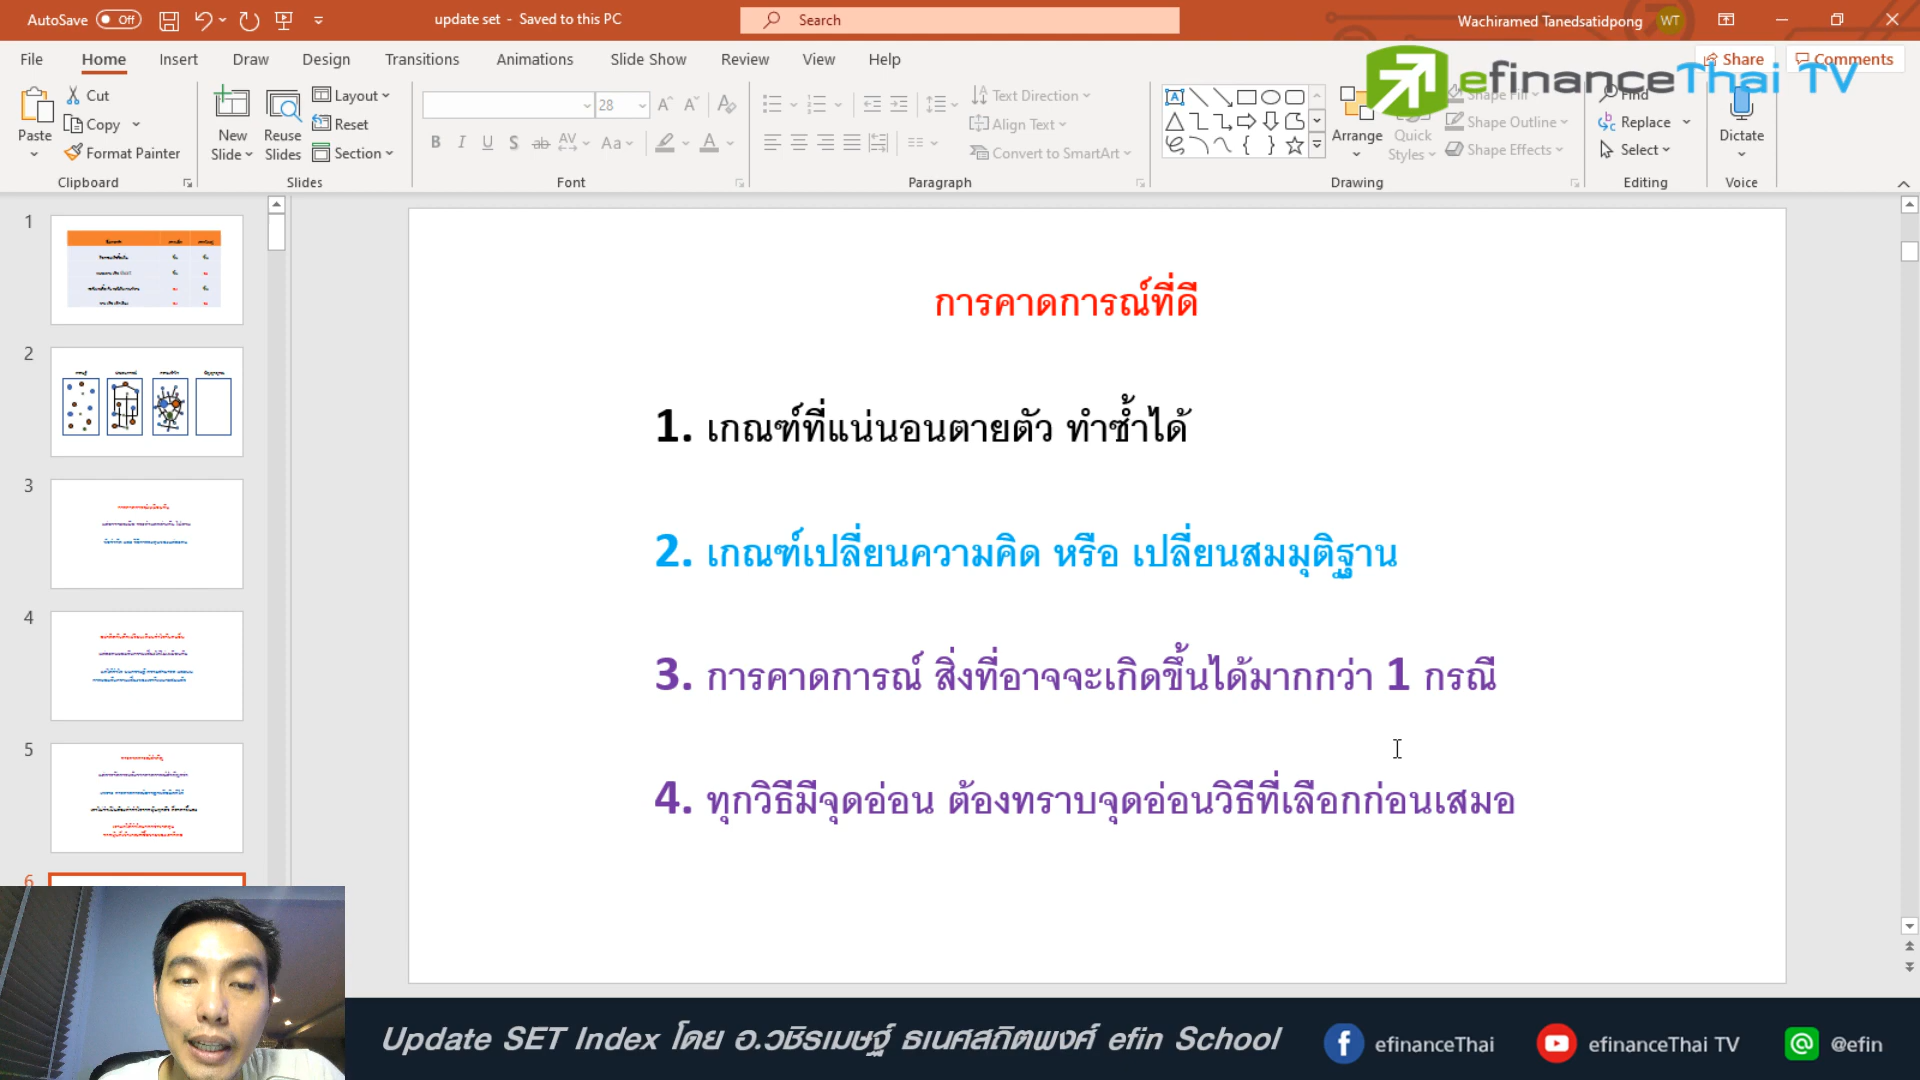 AutoSave Off
update set - Saved to this PC
Search
Wachiramed Tanedsatidpong WT
File Home Insert Draw Design Transitions Animations Slide Show Review View Help
Share Comments
efinanceThai TV
Paste
Cut
Copy
Format Painter
Clipboard
New Slide
Reuse Slides
Layout
Reset
Section
Slides
28
B I U S ab AV Aa A
Font
Text Direction
Align Text
Convert to SmartArt
Paragraph
Arrange
Quick Styles
Shape Fill
Shape Outline
Shape Effects
Drawing
Find
Replace
Select
Editing
Dictate
Voice
1
2
3
4
5
6
การคาดการณ์ที่ดี
1. เกณฑ์ที่แน่นอนตายตัว ทำซ้ำได้
2. เกณฑ์เปลี่ยนความคิด หรือ เปลี่ยนสมมุติฐาน
3. การคาดการณ์ สิ่งที่อาจจะเกิดขึ้นได้มากกว่า 1 กรณี
4. ทุกวิธีมีจุดอ่อน ต้องทราบจุดอ่อนวิธีที่เลือกก่อนเสมอ
Update SET Index โดย อ.วชิรเมษฐ์ ธเนศสถิตพงศ์ efin School
efinanceThai
efinanceThai TV
@efin